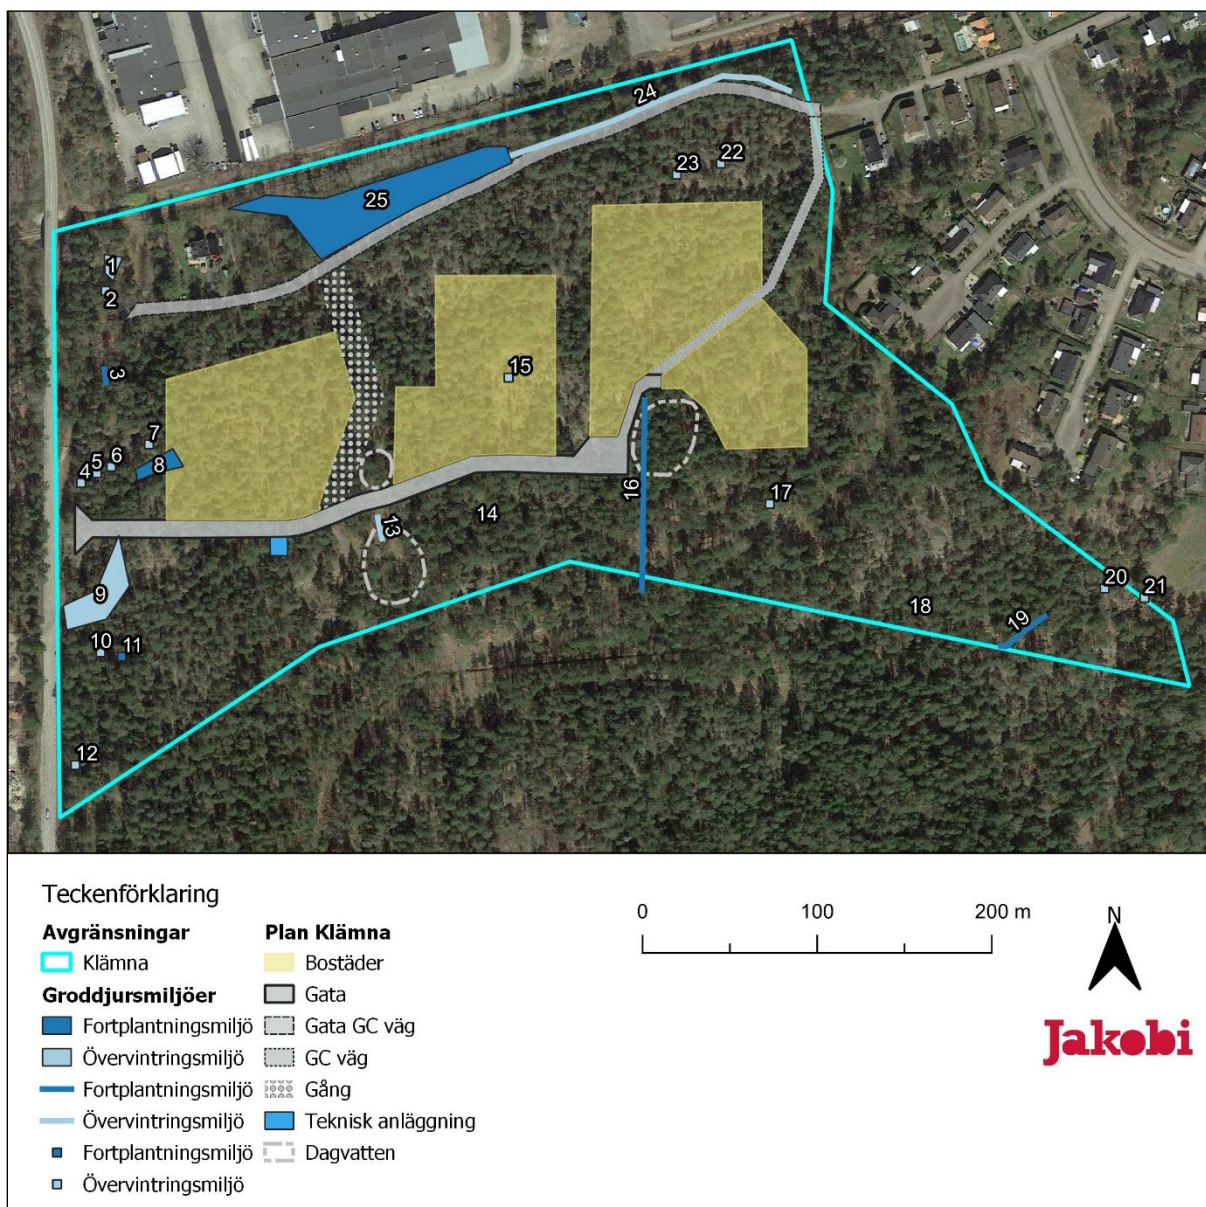 24
22
23
25
1
2
15
3
7
6
5
8
4
16
17
14
13
20
21
9
18
19
10
11
12
Teckenförklaring
Avgränsningar
Klämna
Groddjursmiljöer
Fortplantningsmiljö
Övervintringsmiljö
Fortplantningsmiljö
Övervintringsmiljö
Fortplantningsmiljö
Övervintringsmiljö
Plan Klämna
Bostäder
Gata
Gata GC väg
GC väg
Gång
Teknisk anläggning
Dagvatten
0 100 200 m
N
Jakobi